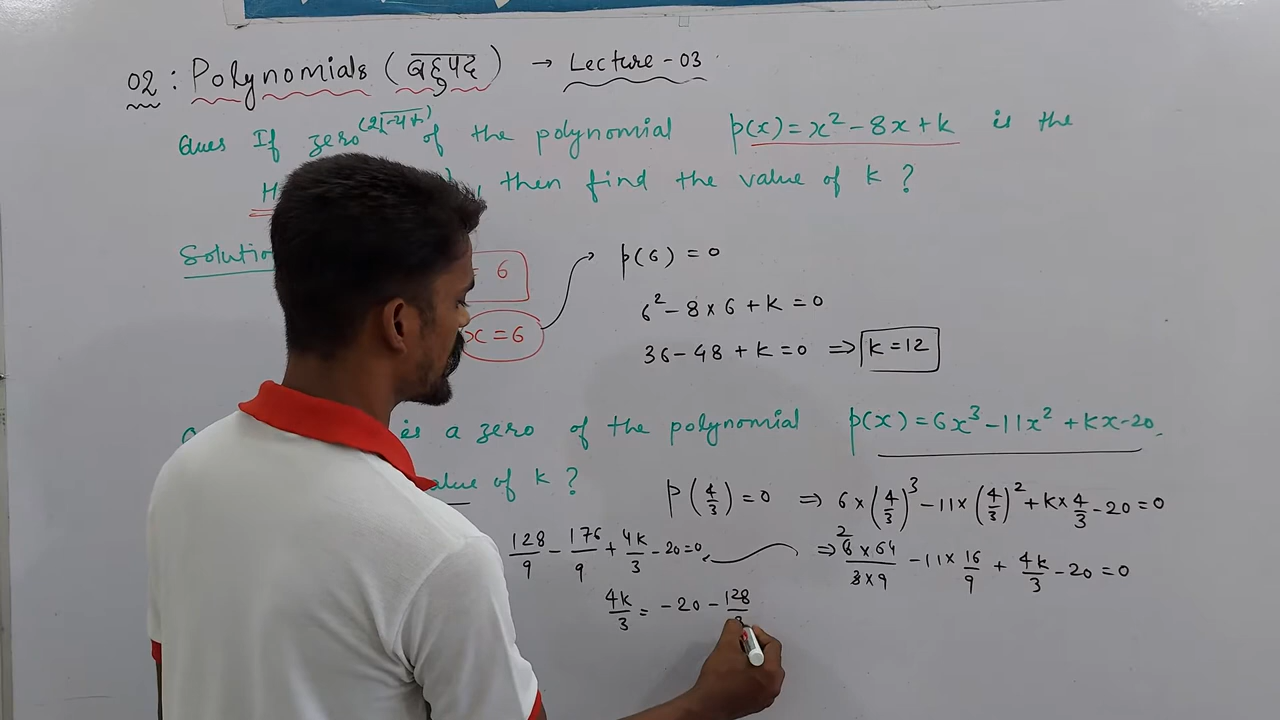 02 : Polynomials (बहुपद) → Lecture - 03
Ques If zero (शून्यक) of the polynomial p(x) = x² - 8x + k is the
H , then find the value of k ?
Solution = 6
x = 6
p(6) = 0
6² - 8 × 6 + k = 0
36 - 48 + k = 0 ⇒ k = 12
is a zero of the polynomial p(x) = 6x³ - 11x² + kx - 20.
value of k ?
p(4/3) = 0 ⇒ 6 × (4/3)³ - 11 × (4/3)² + k × 4/3 - 20 = 0
⇒ 2 6 × 64 / 3 × 9 - 11 × 16/9 + 4k/3 - 20 = 0
128/9 - 176/9 + 4k/3 - 20 = 0
4k/3 = - 20 - 128